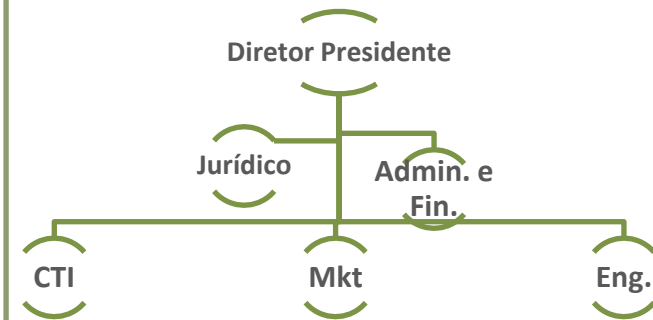 Diretor Presidente
Jurídico
Admin. e
Fin.
CTI
Mkt
Eng.